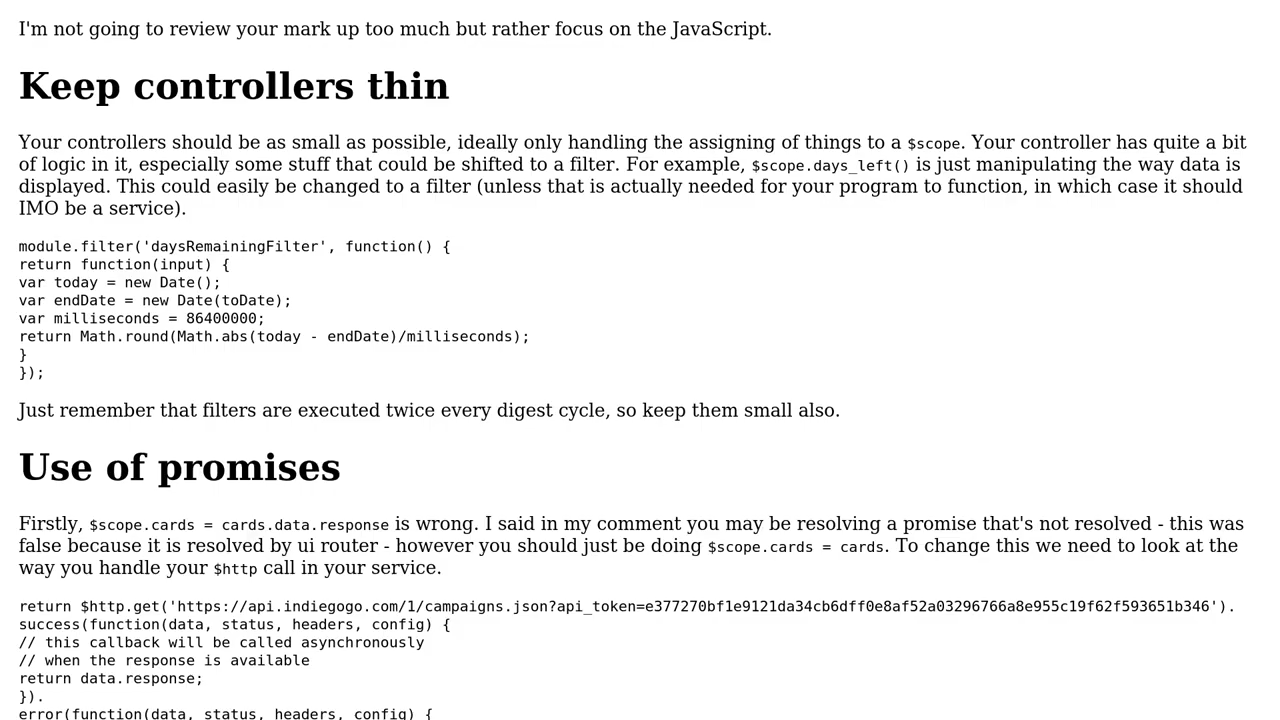 I'm not going to review your mark up too much but rather focus on the JavaScript.
Keep controllers thin
Your controllers should be as small as possible, ideally only handling the assigning of things to a $scope. Your controller has quite a bit
of logic in it, especially some stuff that could be shifted to a filter. For example, $scope.days_left() is just manipulating the way data is
displayed. This could easily be changed to a filter (unless that is actually needed for your program to function, in which case it should
IMO be a service).
module.filter('daysRemainingFilter', function() {
return function(input) {
var today = new Date();
var endDate = new Date(toDate);
var milliseconds = 86400000;
return Math.round(Math.abs(today - endDate)/milliseconds);
}
});
Just remember that filters are executed twice every digest cycle, so keep them small also.
Use of promises
Firstly, $scope.cards = cards.data.response is wrong. I said in my comment you may be resolving a promise that's not resolved - this was
false because it is resolved by ui router - however you should just be doing $scope.cards = cards. To change this we need to look at the
way you handle your $http call in your service.
return $http.get('https://api.indiegogo.com/1/campaigns.json?api_token=e377270bf1e9121da34cb6dff0e8af52a03296766a8e955c19f62f593651b346').
success(function(data, status, headers, config) {
// this callback will be called asynchronously
// when the response is available
return data.response;
}).
error(function(data, status, headers, config) {